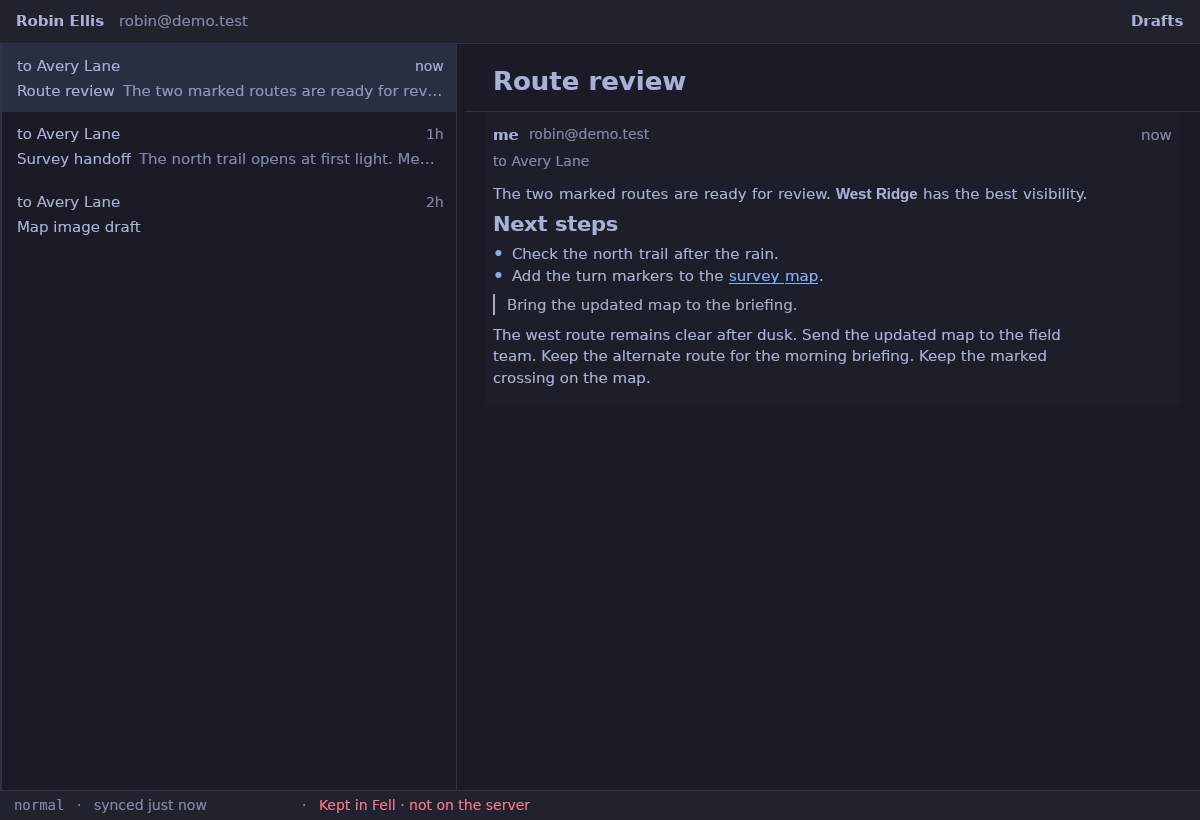 Robin Ellis robin@demo.test Drafts
to Avery Lane now
Route review The two marked routes are ready for rev…
to Avery Lane 1h
Survey handoff The north trail opens at first light. Me…
to Avery Lane 2h
Map image draft
Route review
me robin@demo.test now
to Avery Lane
The two marked routes are ready for review. West Ridge has the best visibility.
Next steps
• Check the north trail after the rain.
• Add the turn markers to the survey map.
Bring the updated map to the briefing.
The west route remains clear after dusk. Send the updated map to the field
team. Keep the alternate route for the morning briefing. Keep the marked
crossing on the map.
normal · synced just now · Kept in Fell · not on the server